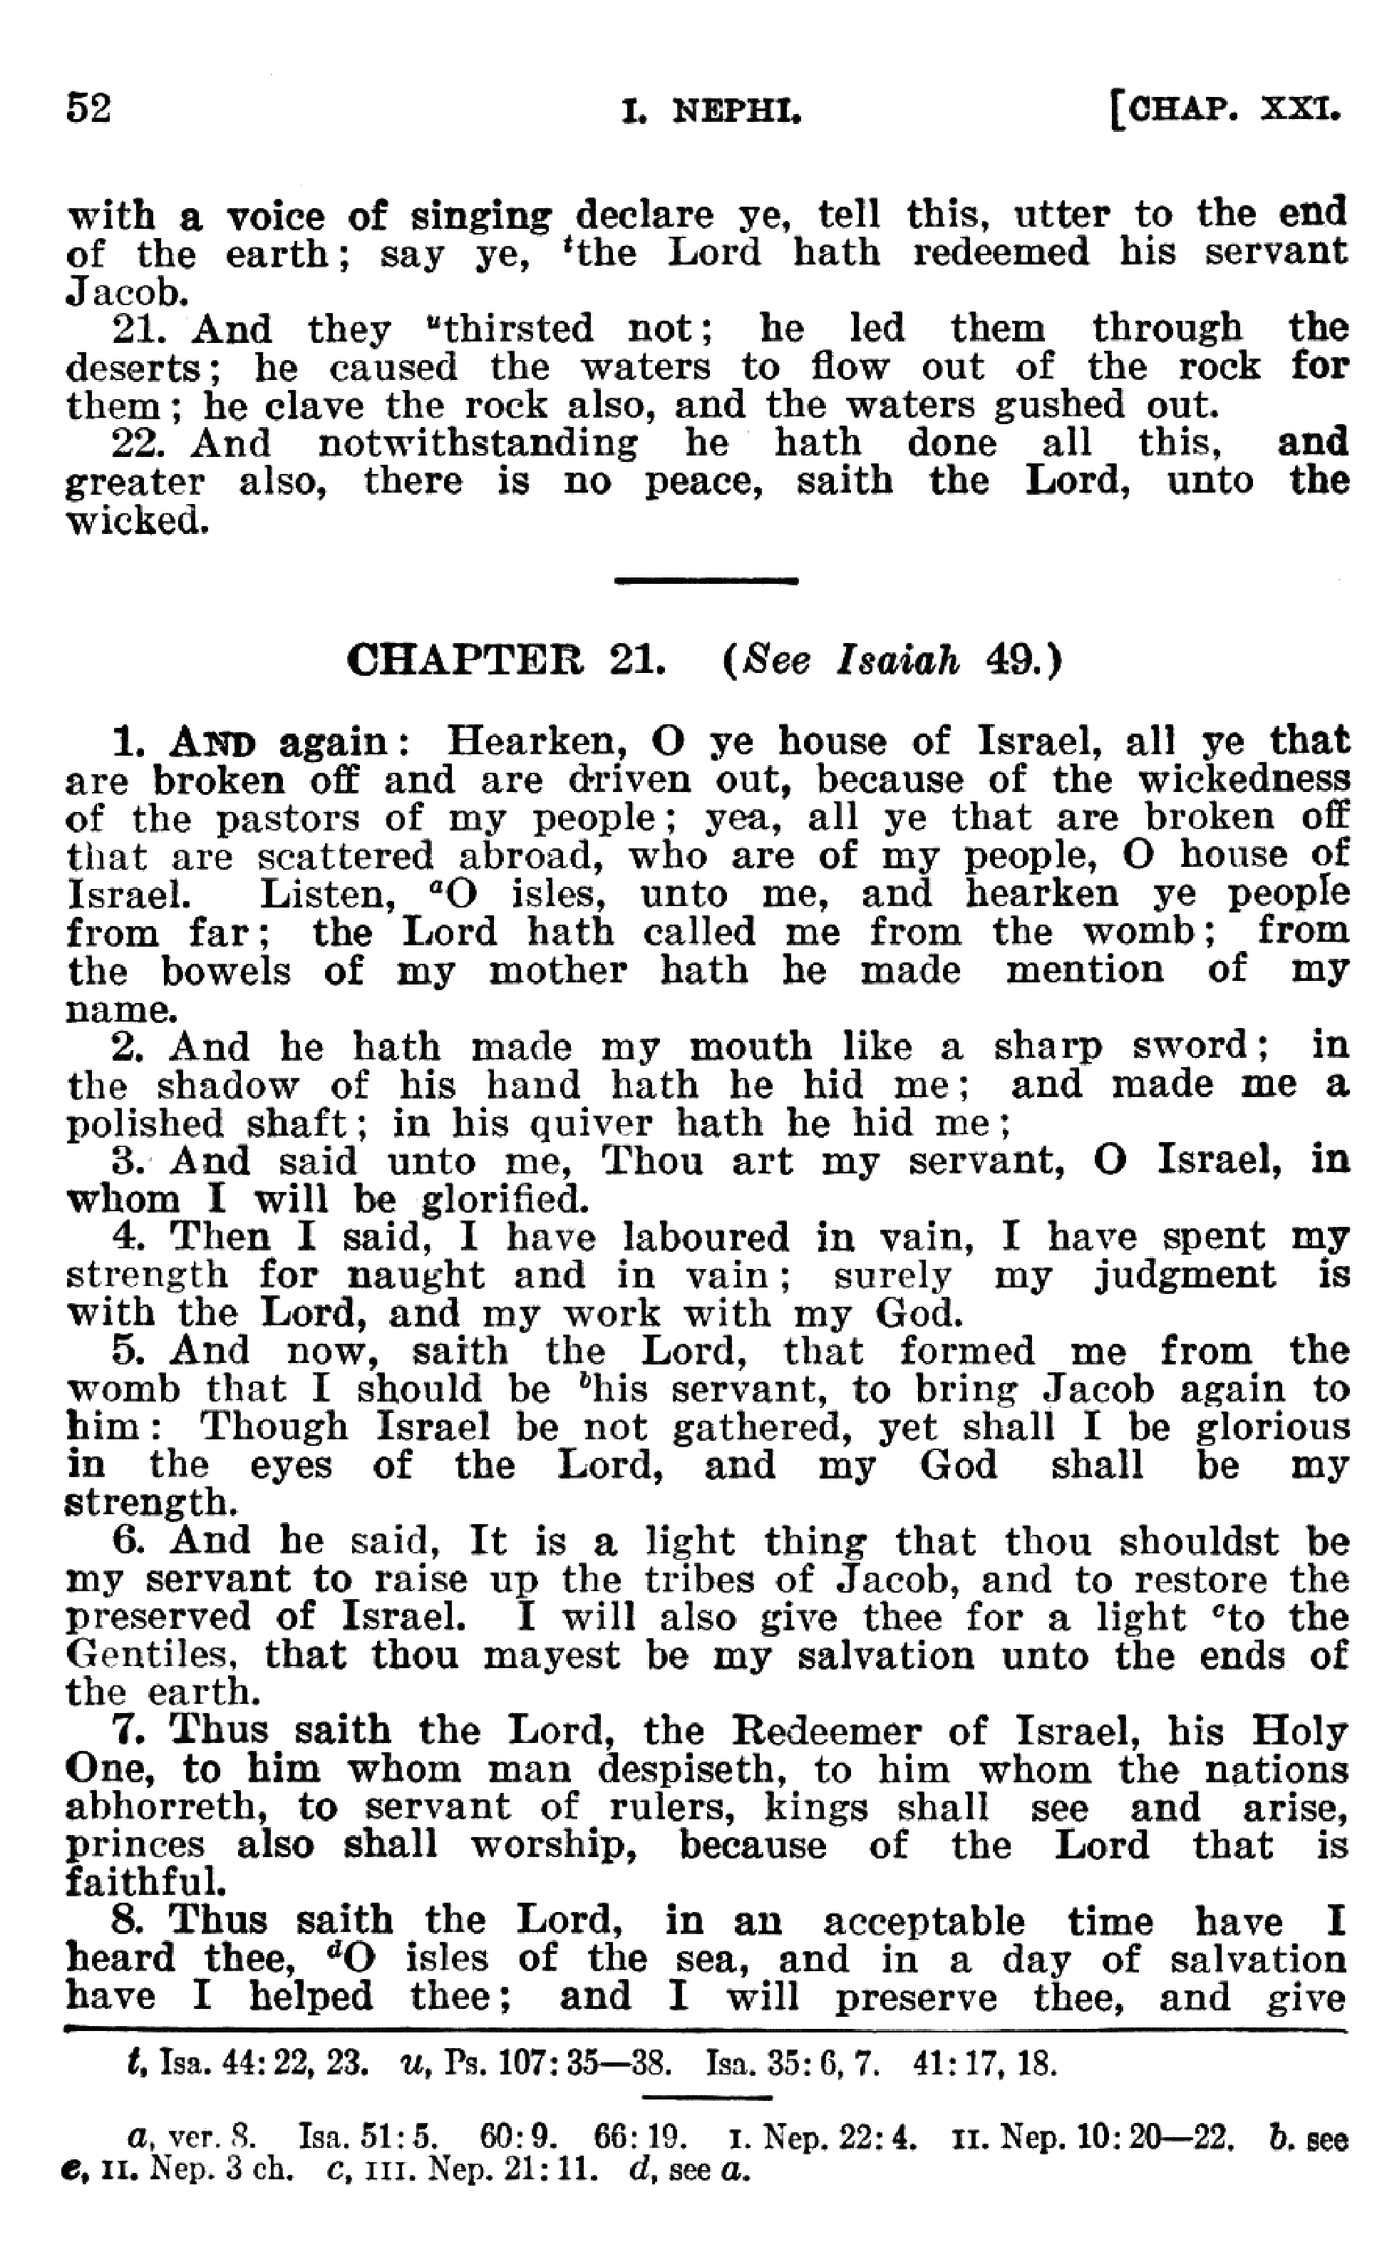 52 I. NEPHI. [CHAP. XXI.
with a voice of singing declare ye, tell this, utter to the end
of the earth; say ye, ᵗthe Lord hath redeemed his servant
Jacob.
21. And they ᵘthirsted not; he led them through the
deserts; he caused the waters to flow out of the rock for
them; he clave the rock also, and the waters gushed out.
22. And notwithstanding he hath done all this, and
greater also, there is no peace, saith the Lord, unto the
wicked.
CHAPTER 21. (See Isaiah 49.)
1. AND again: Hearken, O ye house of Israel, all ye that
are broken off and are driven out, because of the wickedness
of the pastors of my people; yea, all ye that are broken off
that are scattered abroad, who are of my people, O house of
Israel. Listen, ᵃO isles, unto me, and hearken ye people
from far; the Lord hath called me from the womb; from
the bowels of my mother hath he made mention of my
name.
2. And he hath made my mouth like a sharp sword; in
the shadow of his hand hath he hid me; and made me a
polished shaft; in his quiver hath he hid me;
3. And said unto me, Thou art my servant, O Israel, in
whom I will be glorified.
4. Then I said, I have laboured in vain, I have spent my
strength for naught and in vain; surely my judgment is
with the Lord, and my work with my God.
5. And now, saith the Lord, that formed me from the
womb that I should be ᵇhis servant, to bring Jacob again to
him: Though Israel be not gathered, yet shall I be glorious
in the eyes of the Lord, and my God shall be my
strength.
6. And he said, It is a light thing that thou shouldst be
my servant to raise up the tribes of Jacob, and to restore the
preserved of Israel. I will also give thee for a light ᶜto the
Gentiles, that thou mayest be my salvation unto the ends of
the earth.
7. Thus saith the Lord, the Redeemer of Israel, his Holy
One, to him whom man despiseth, to him whom the nations
abhorreth, to servant of rulers, kings shall see and arise,
princes also shall worship, because of the Lord that is
faithful.
8. Thus saith the Lord, in an acceptable time have I
heard thee, ᵈO isles of the sea, and in a day of salvation
have I helped thee; and I will preserve thee, and give
t, Isa. 44: 22, 23. u, Ps. 107: 35—38. Isa. 35: 6, 7. 41: 17, 18.
a, ver. 8. Isa. 51: 5. 60: 9. 66: 19. I. Nep. 22: 4. II. Nep. 10: 20—22. b. see
e, II. Nep. 3 ch. c, III. Nep. 21: 11. d, see a.